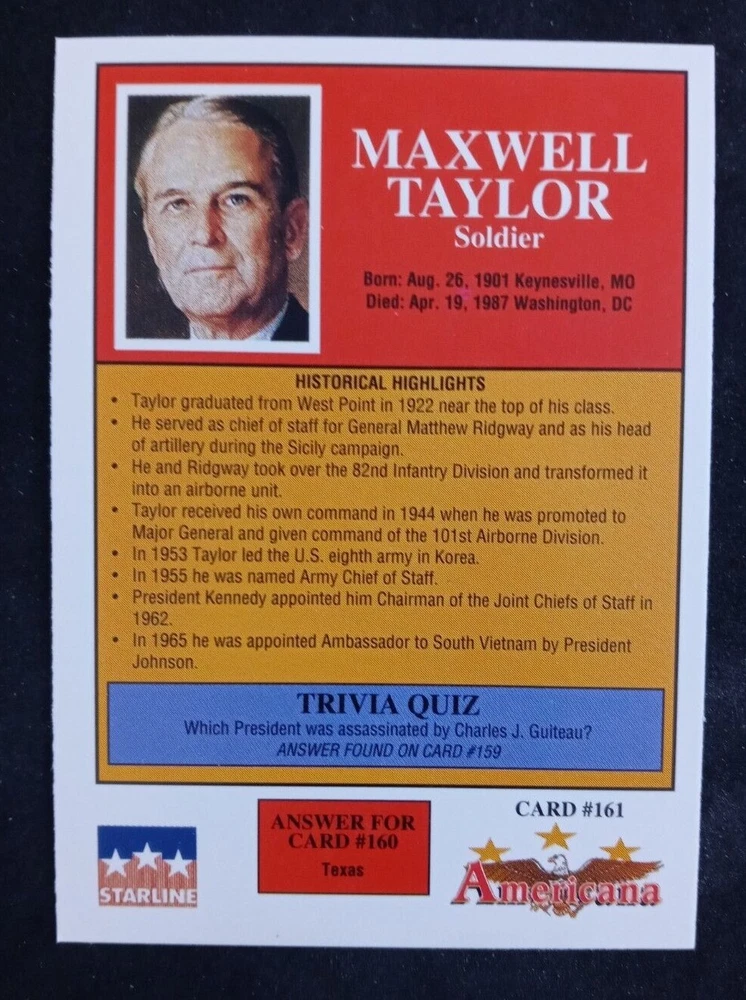 MAXWELL
TAYLOR
Soldier
Born: Aug. 26, 1901 Keynesville, MO
Died: Apr. 19, 1987 Washington, DC
HISTORICAL HIGHLIGHTS
• Taylor graduated from West Point in 1922 near the top of his class.
• He served as chief of staff for General Matthew Ridgway and as his head
of artillery during the Sicily campaign.
• He and Ridgway took over the 82nd Infantry Division and transformed it
into an airborne unit.
• Taylor received his own command in 1944 when he was promoted to
Major General and given command of the 101st Airborne Division.
• In 1953 Taylor led the U.S. eighth army in Korea.
• In 1955 he was named Army Chief of Staff.
• President Kennedy appointed him Chairman of the Joint Chiefs of Staff in
1962.
• In 1965 he was appointed Ambassador to South Vietnam by President
Johnson.
TRIVIA QUIZ
Which President was assassinated by Charles J. Guiteau?
ANSWER FOUND ON CARD #159
STARLINE
ANSWER FOR
CARD #160
Texas
CARD #161
Americana